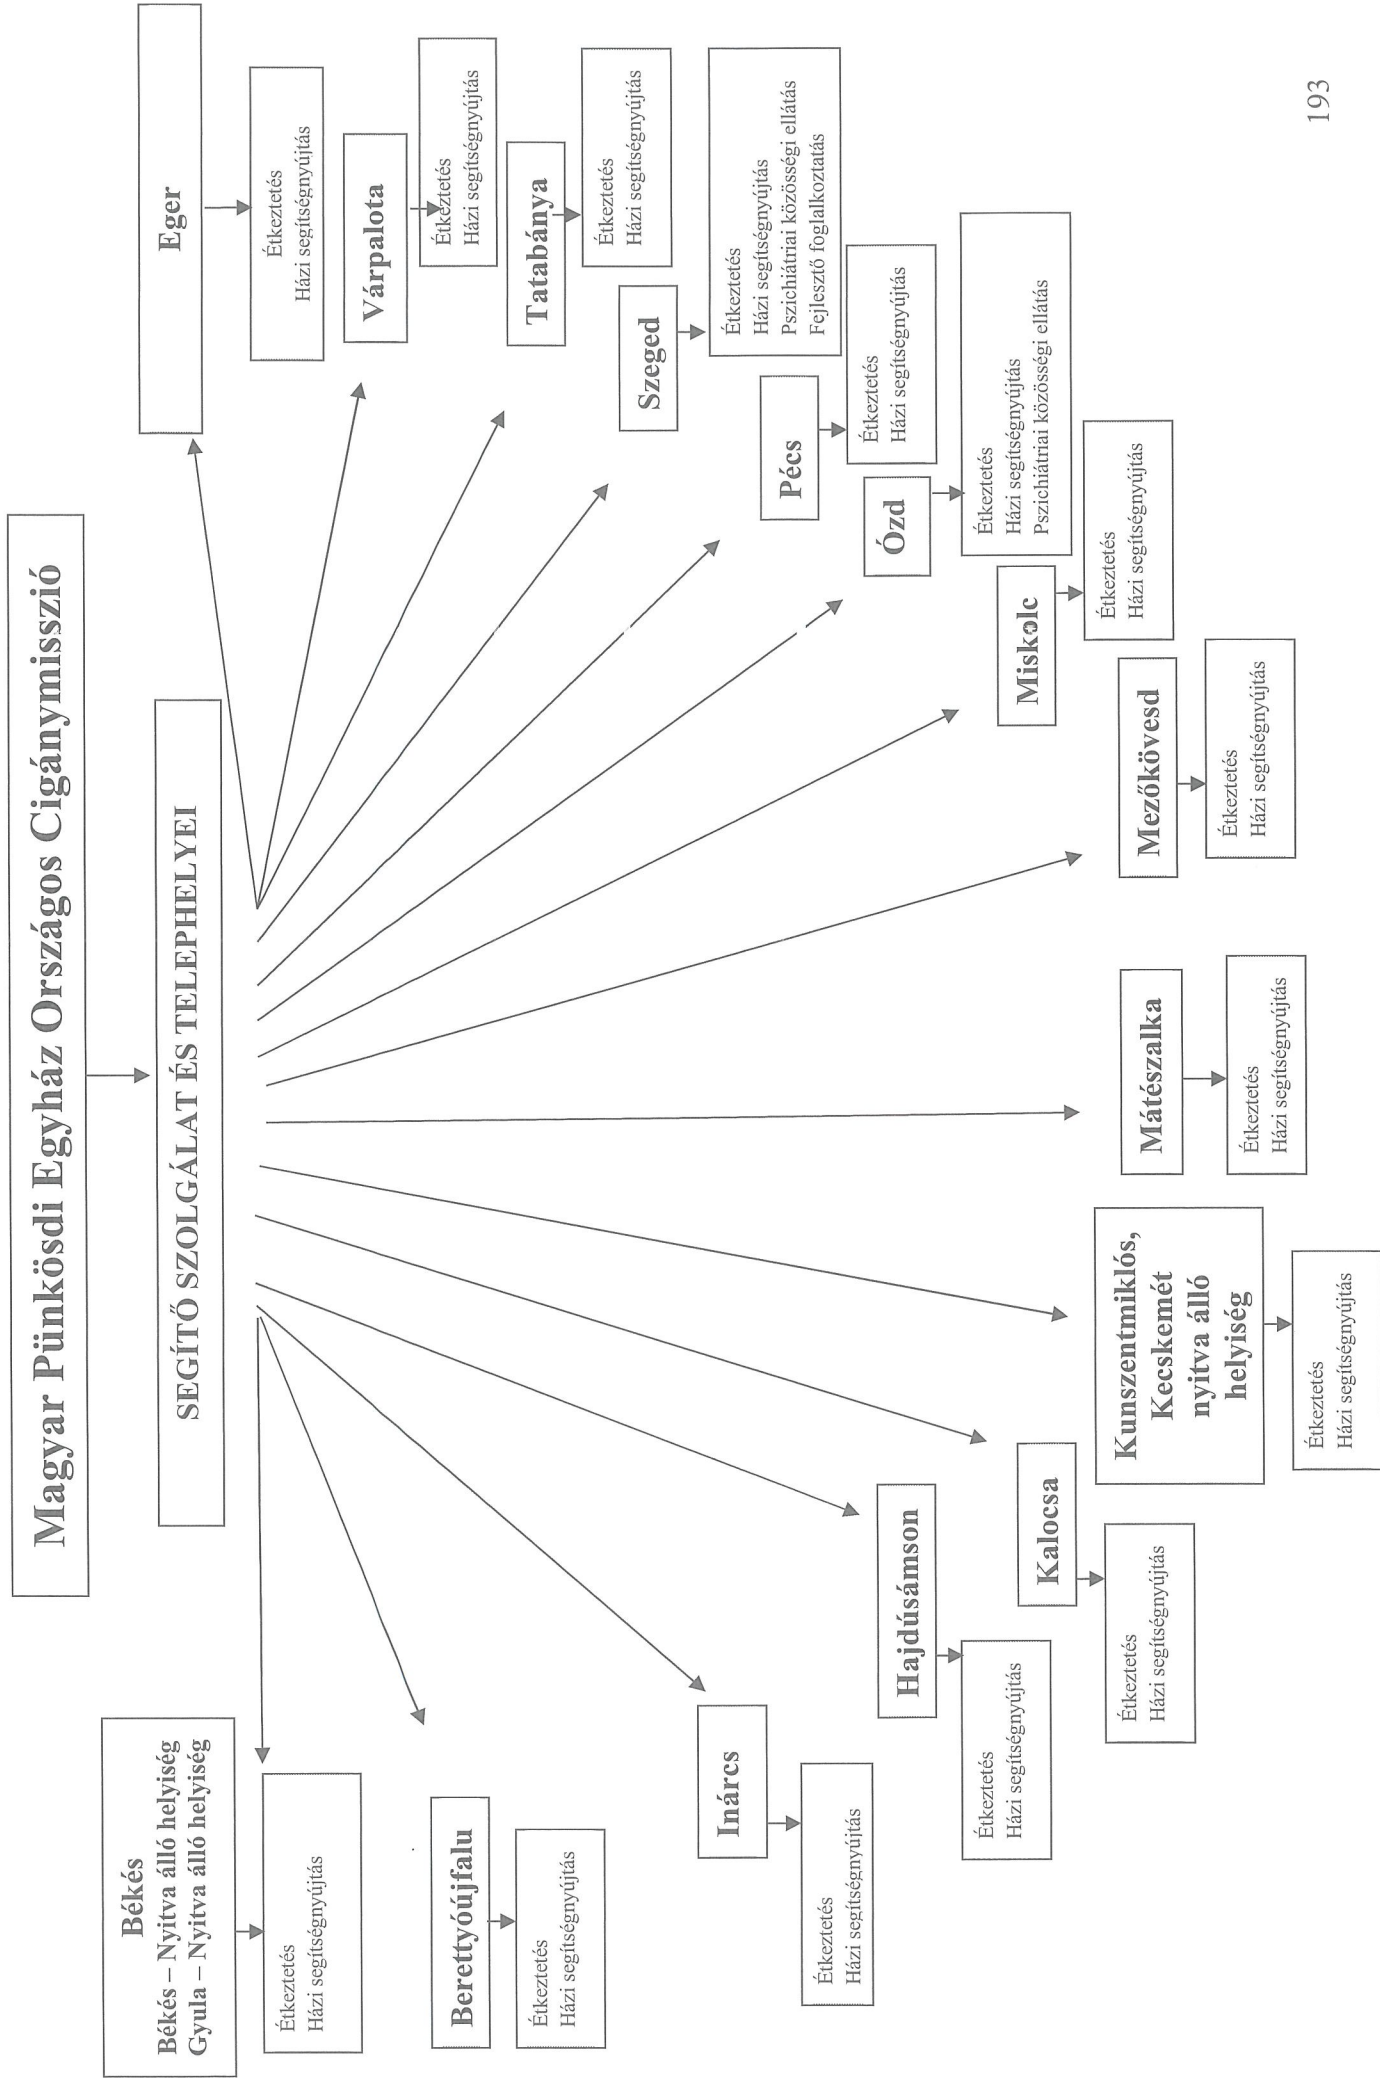 Magyar Pünkösdi Egyház Országos Cigánymisszió
SEGÍTŐ SZOLGÁLAT ÉS TELEPHELYEI
Békés
Békés – Nyitva álló helyiség
Gyula – Nyitva álló helyiség
Étkeztetés
Házi segítségnyújtás
Berettyóújfalu
Étkeztetés
Házi segítségnyújtás
Inárcs
Étkeztetés
Házi segítségnyújtás
Hajdúsámson
Étkeztetés
Házi segítségnyújtás
Kalocsa
Étkeztetés
Házi segítségnyújtás
Kunszentmiklós,
Kecskemét
nyitva álló
helyiség
Étkeztetés
Házi segítségnyújtás
Mátészalka
Étkeztetés
Házi segítségnyújtás
Mezőkövesd
Étkeztetés
Házi segítségnyújtás
Miskolc
Étkeztetés
Házi segítségnyújtás
Ózd
Étkeztetés
Házi segítségnyújtás
Pszichiátriai közösségi ellátás
Pécs
Étkeztetés
Házi segítségnyújtás
Szeged
Étkeztetés
Házi segítségnyújtás
Pszichiátriai közösségi ellátás
Fejlesztő foglalkoztatás
Tatabánya
Étkeztetés
Házi segítségnyújtás
Várpalota
Étkeztetés
Házi segítségnyújtás
Eger
Étkeztetés
Házi segítségnyújtás
193